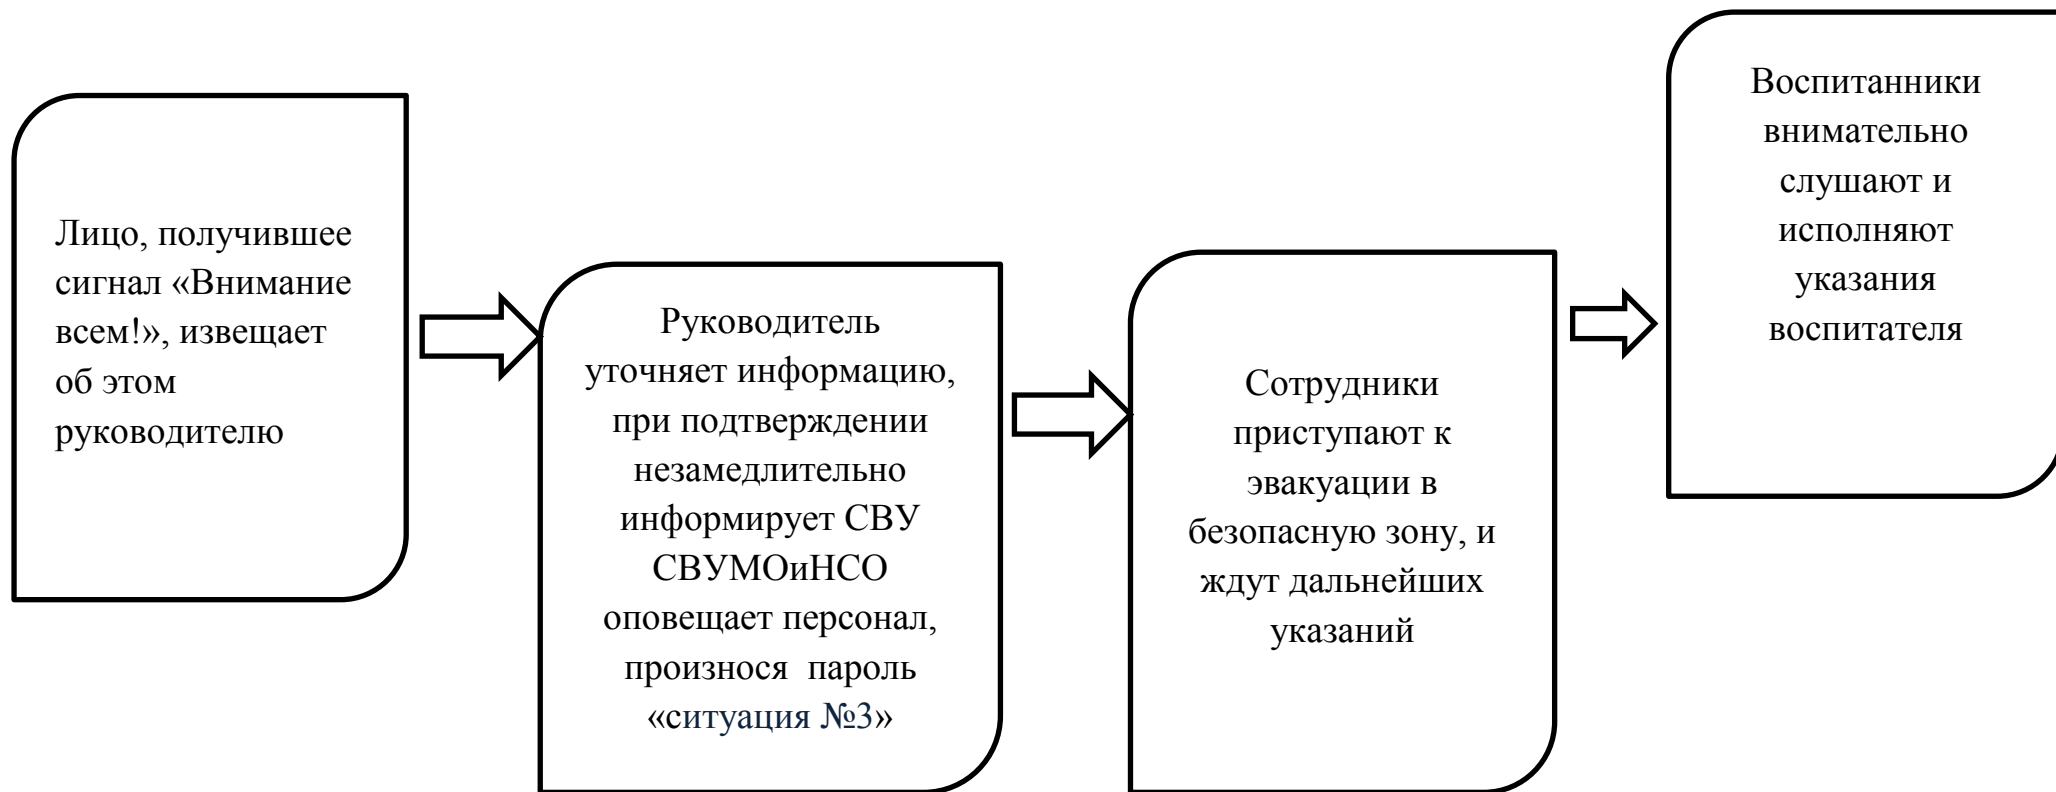 Лицо, получившее
сигнал «Внимание
всем!», извещает
об этом
руководителю
Руководитель
уточняет информацию,
при подтверждении
незамедлительно
информирует СВУ
СВУМОиНСО
оповещает персонал,
произнося  пароль
«ситуация №3»
Сотрудники
приступают к
эвакуации в
безопасную зону, и
ждут дальнейших
указаний
Воспитанники
внимательно
слушают и
исполняют
указания
воспитателя